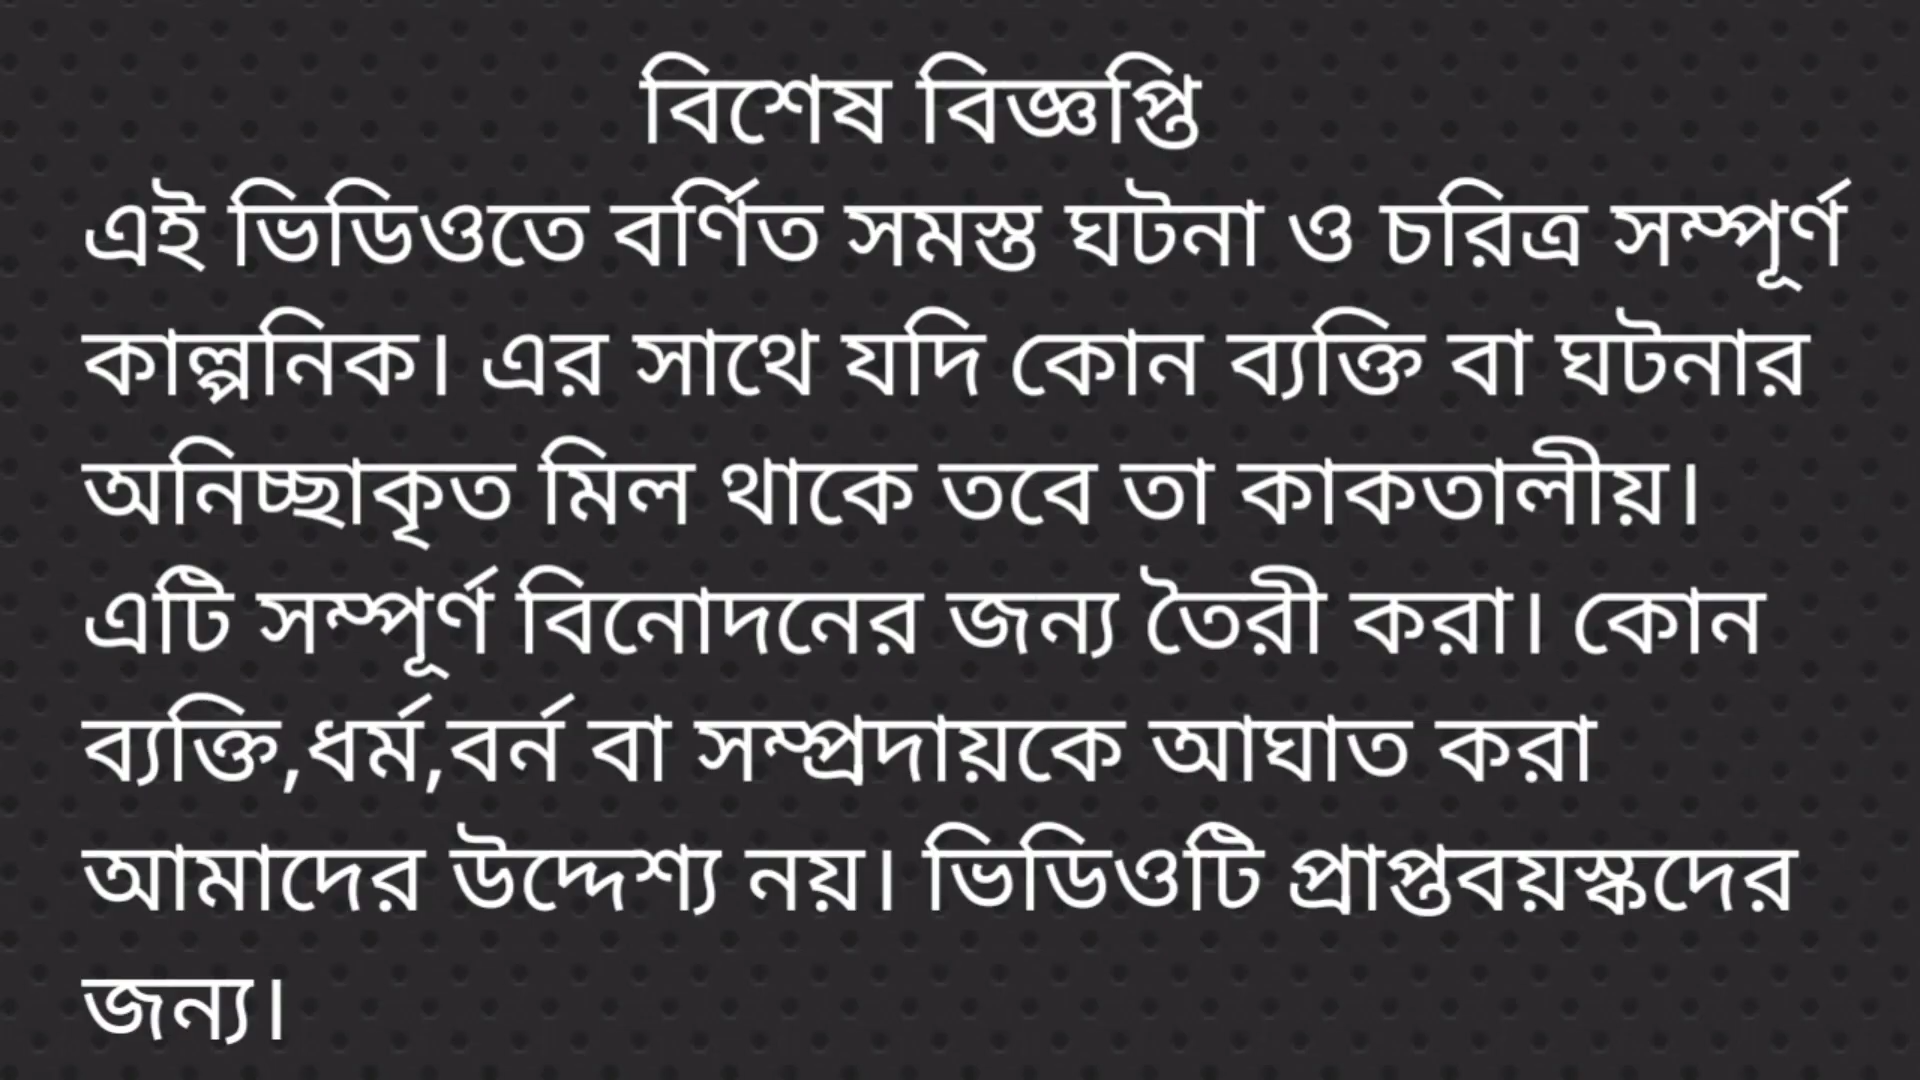 বিশেষ বিজ্ঞপ্তি
এই ভিডিওতে বর্ণিত সমস্ত ঘটনা ও চরিত্র সম্পূর্ণ
কাল্পনিক। এর সাথে যদি কোন ব্যক্তি বা ঘটনার
অনিচ্ছাকৃত মিল থাকে তবে তা কাকতালীয়।
এটি সম্পূর্ণ বিনোদনের জন্য তৈরী করা। কোন
ব্যক্তি,ধর্ম,বর্ন বা সম্প্রদায়কে আঘাত করা
আমাদের উদ্দেশ্য নয়। ভিডিওটি প্রাপ্তবয়স্কদের
জন্য।